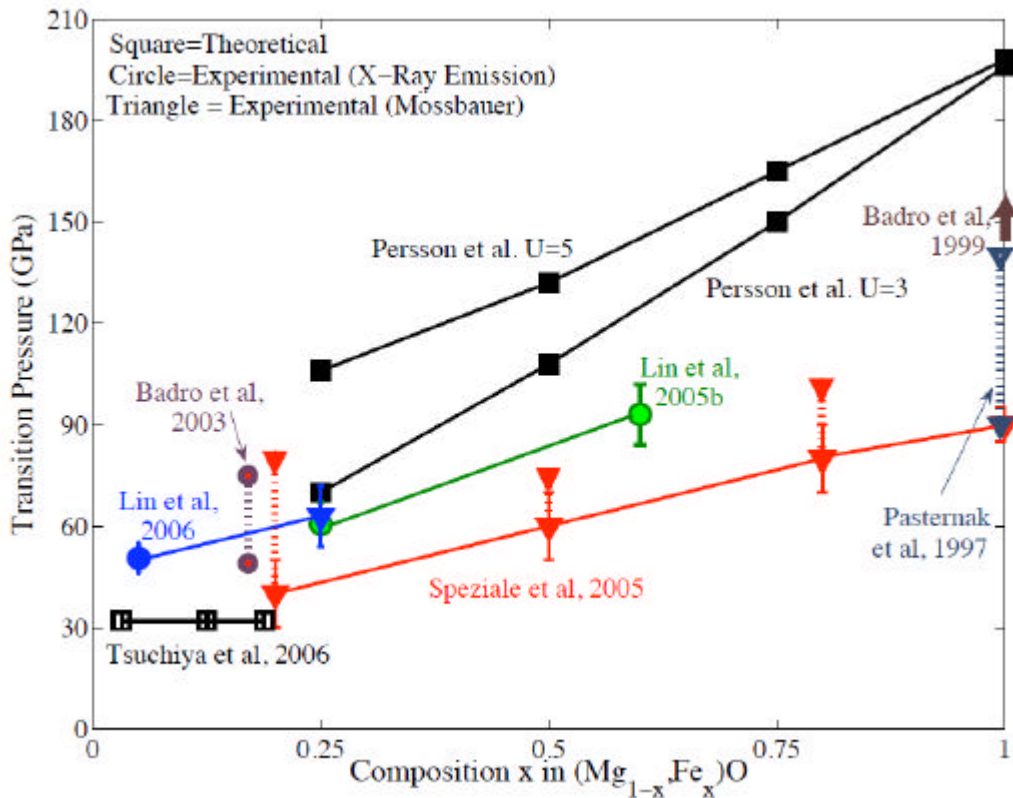 210
180
150
120
90
60
30
0
Transition Pressure (GPa)
Square=Theoretical
Circle=Experimental (X-Ray Emission)
Triangle = Experimental (Mossbauer)
Persson et al. U=5
Persson et al. U=3
Badro et al,
1999
Badro et al,
2003
Lin et al,
2005b
Lin et al,
2006
Pasternak
et al, 1997
Speziale et al, 2005
Tsuchiya et al, 2006
0 0.25 0.5 0.75 1
Composition x in (Mg1-x,Fex)O